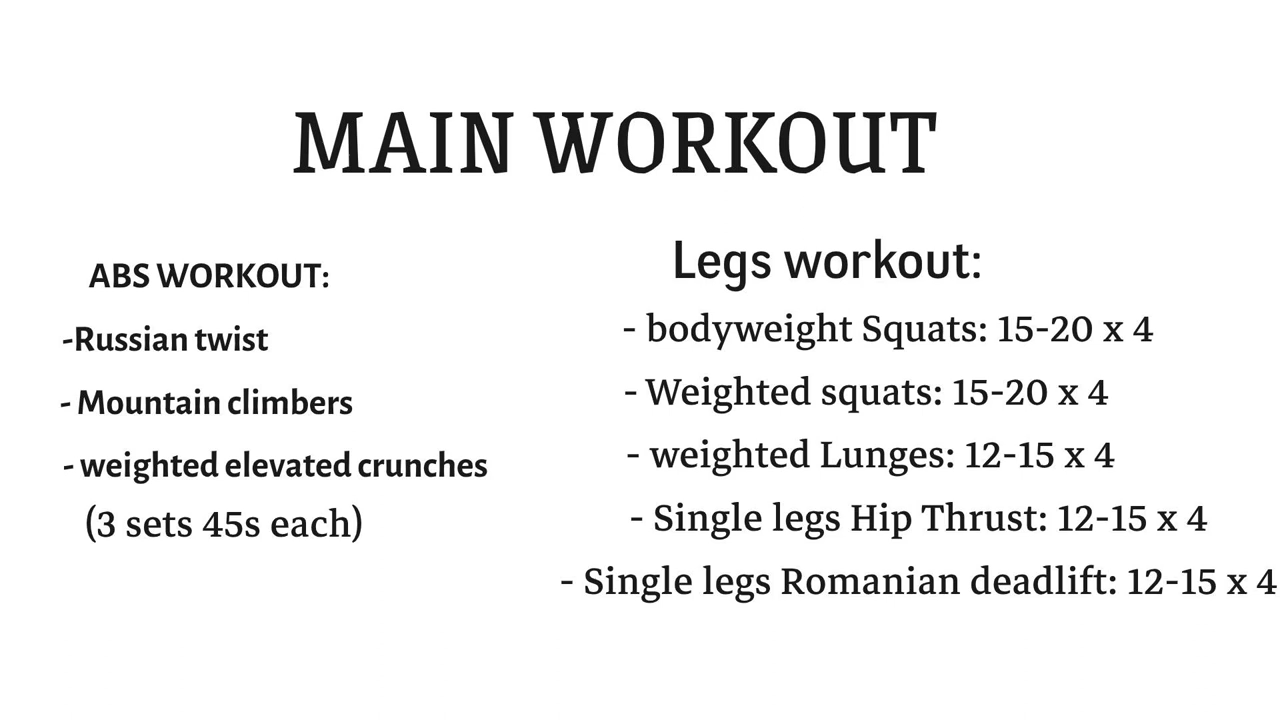 MAIN WORKOUT
ABS WORKOUT:
-Russian twist
- Mountain climbers
- weighted elevated crunches
(3 sets 45s each)
Legs workout:
- bodyweight Squats: 15-20 x 4
- Weighted squats: 15-20 x 4
- weighted Lunges: 12-15 x 4
- Single legs Hip Thrust: 12-15 x 4
- Single legs Romanian deadlift: 12-15 x 4